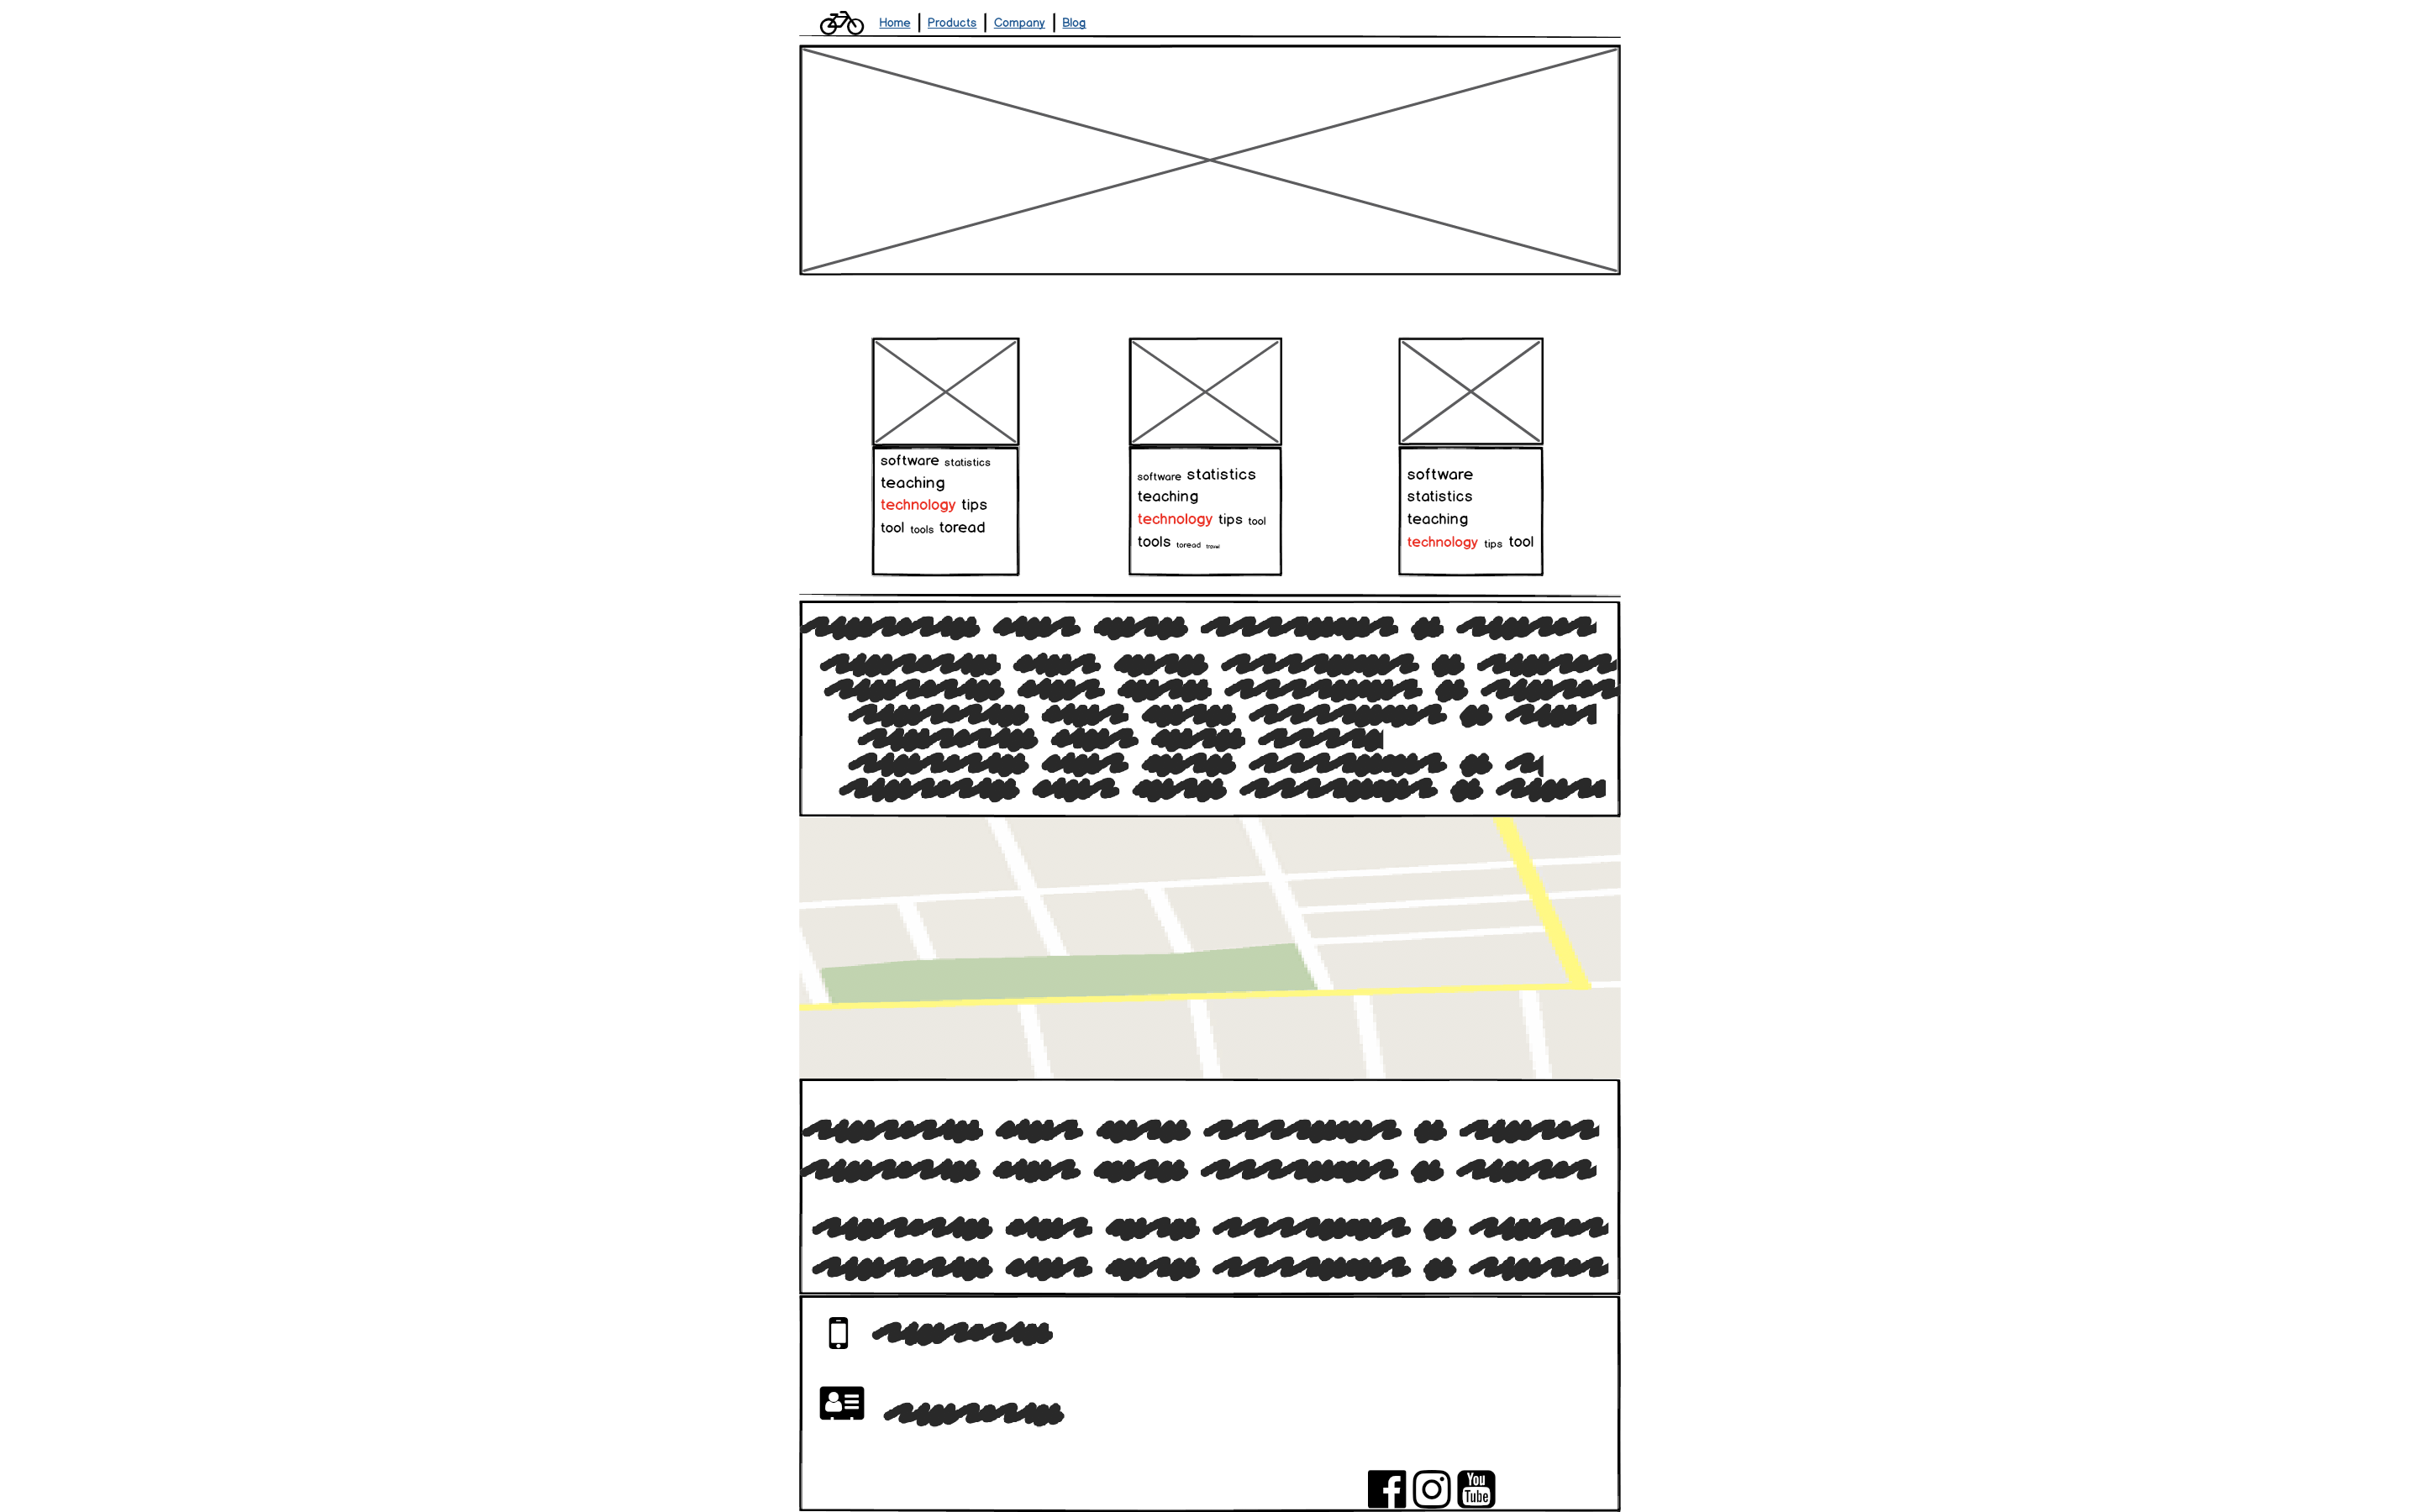 Home Products Company Blog
software statistics
teaching
technology tips
tool tools toread
software statistics
teaching
technology tips tool
tools toread travel
software
statistics
teaching
technology tips tool
f You Tube